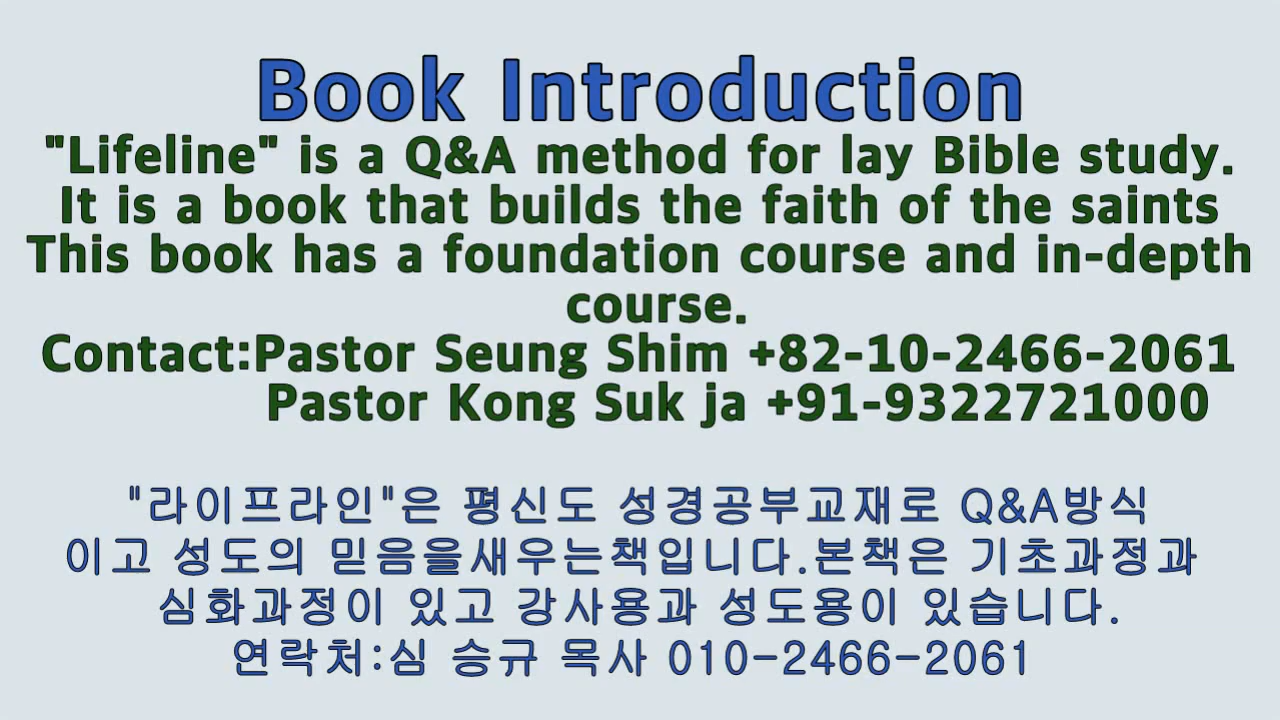 Book Introduction
"Lifeline" is a Q&A method for lay Bible study.
It is a book that builds the faith of the saints
This book has a foundation course and in-depth
course.
Contact:Pastor Seung Shim +82-10-2466-2061
Pastor Kong Suk ja +91-9322721000
"라이프라인"은 평신도 성경공부교재로 Q&A방식
이고 성도의 믿음을새우는책입니다.본책은 기초과정과
심화과정이 있고 강사용과 성도용이 있습니다.
연락처:심 승규 목사 010-2466-2061